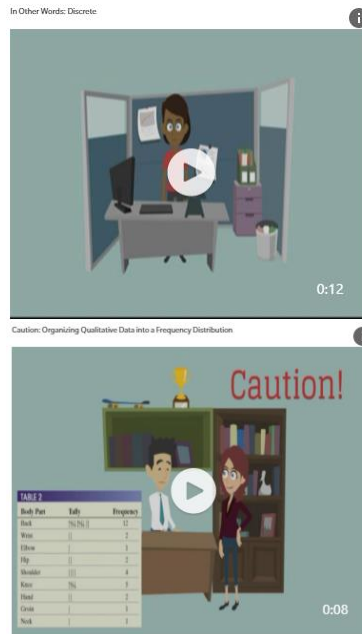 In Other Words: Discrete
i
0:12
Caution: Organizing Qualitative Data into a Frequency Distribution
Caution!
TABLE 2
Body Part Tally Frequency
Back 12
Wrist || 2
Elbow | 1
Hip || 2
Shoulder |||| 4
Knee 5
Hand || 2
Groin | 1
Neck | 1
0:08